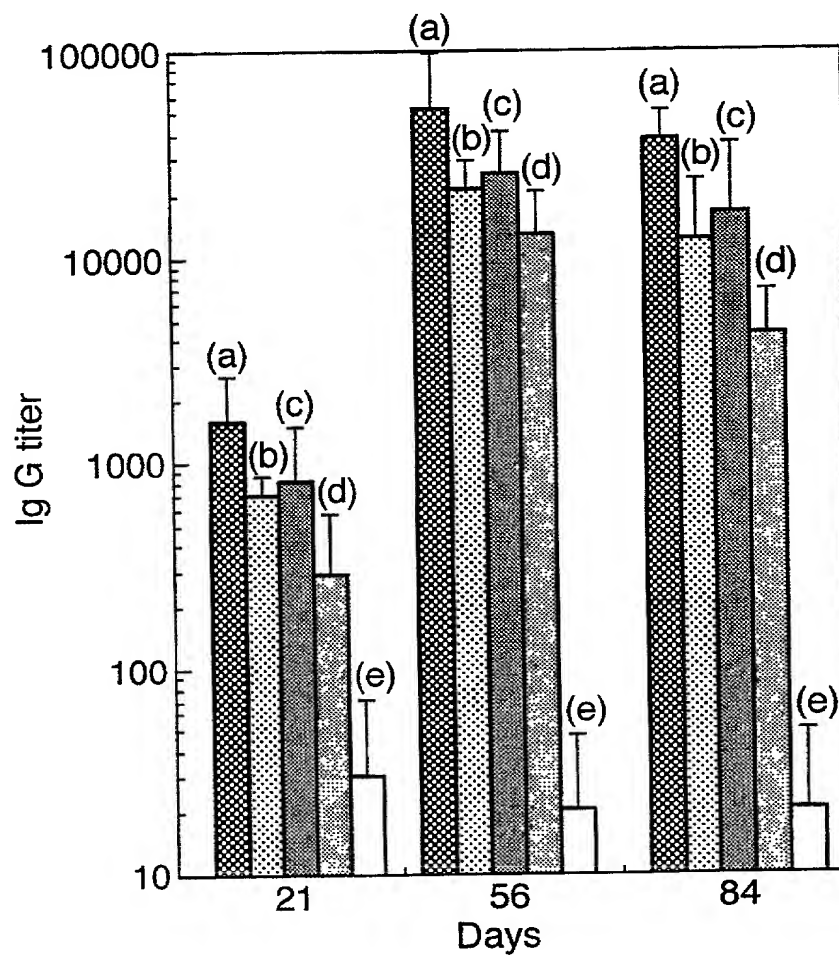 (a)
100000
(a)
(c)
(b)
(c)
(b)
(d)
10000
(d)
(a)
(c)
Ig G titer
1000
(b)
(d)
100
(e)
(e)
(e)
10
21 56 84
Days